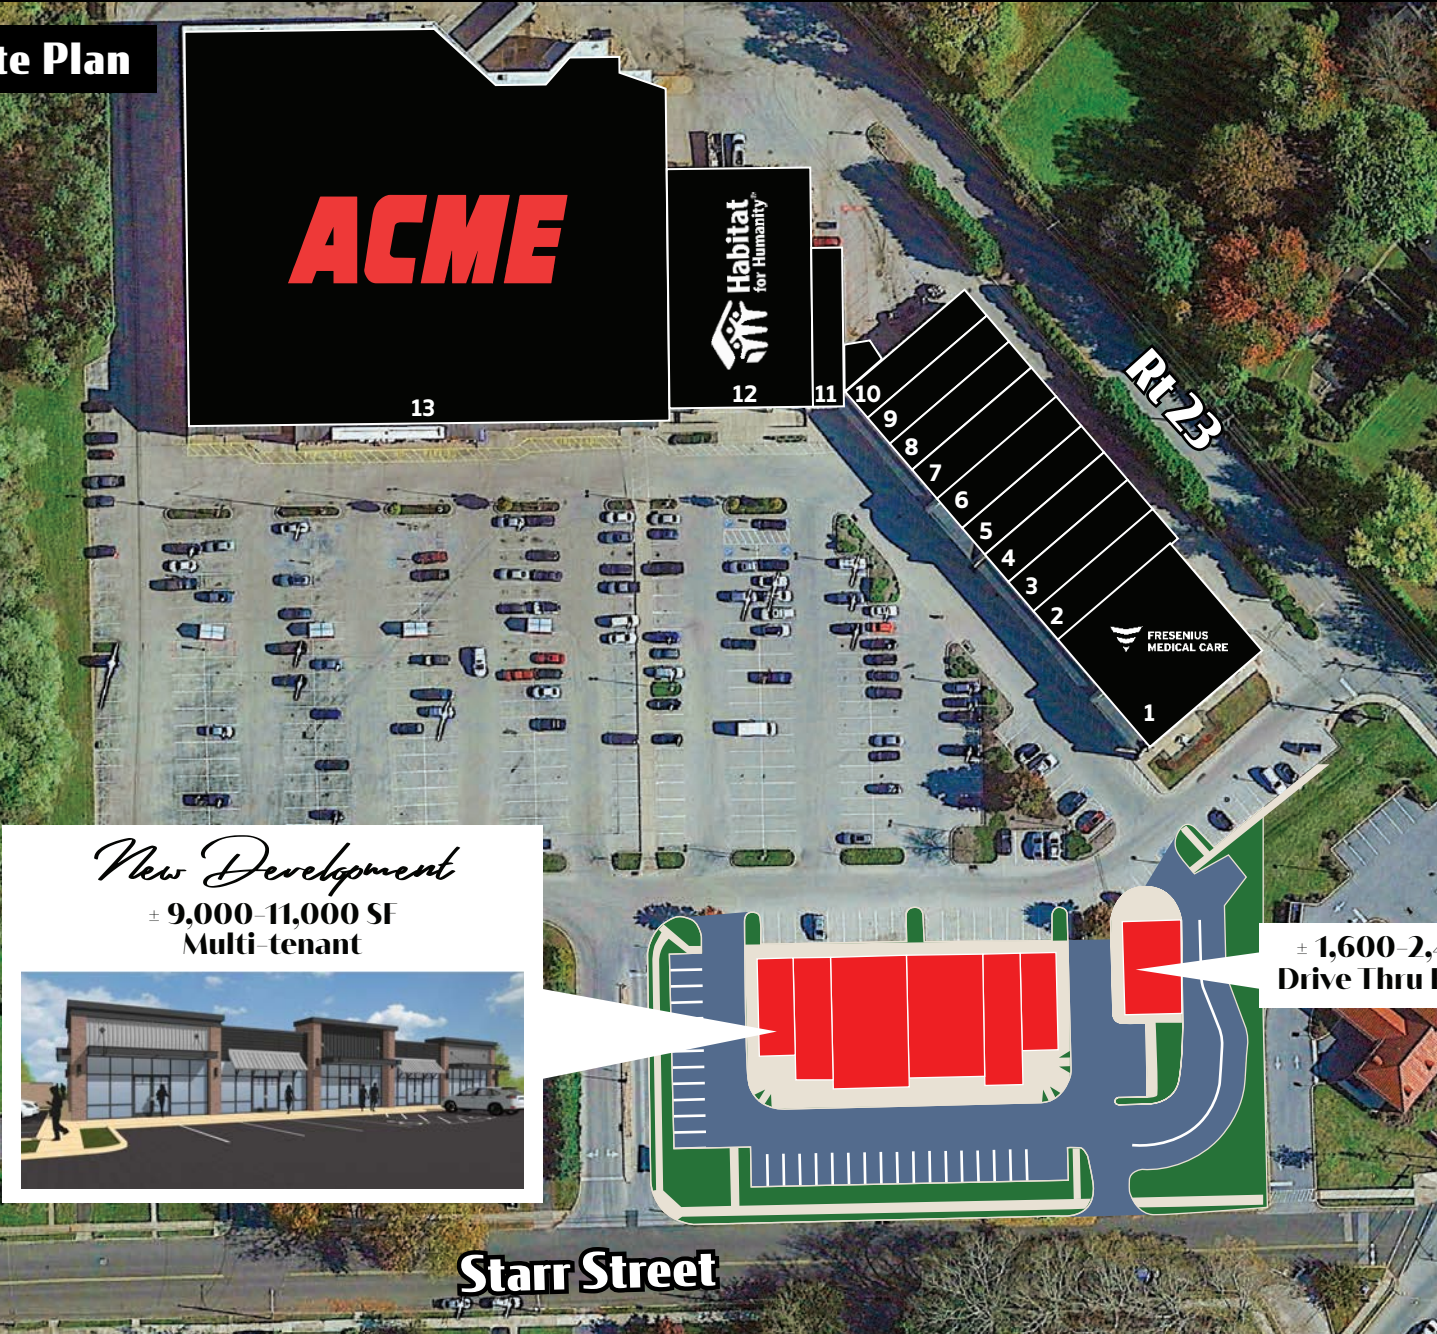 te Plan
ACME
13
Habitat
for Humanity®
12
11
10
9
8
7
6
5
4
3
2
1
FRESENIUS
MEDICAL CARE
Rt 23
New Development
± 9,000-11,000 SF
Multi-tenant
± 1,600-2,4
Drive Thru
Starr Street